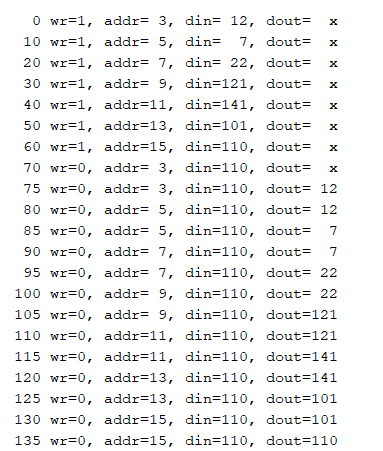 0 wr=1, addr= 3, din= 12, dout=  x
10 wr=1, addr= 5, din=  7, dout=  x
20 wr=1, addr= 7, din= 22, dout=  x
30 wr=1, addr= 9, din=121, dout=  x
40 wr=1, addr=11, din=141, dout=  x
50 wr=1, addr=13, din=101, dout=  x
60 wr=1, addr=15, din=110, dout=  x
70 wr=0, addr= 3, din=110, dout=  x
75 wr=0, addr= 3, din=110, dout= 12
80 wr=0, addr= 5, din=110, dout= 12
85 wr=0, addr= 5, din=110, dout=  7
90 wr=0, addr= 7, din=110, dout=  7
95 wr=0, addr= 7, din=110, dout= 22
100 wr=0, addr= 9, din=110, dout= 22
105 wr=0, addr= 9, din=110, dout=121
110 wr=0, addr=11, din=110, dout=121
115 wr=0, addr=11, din=110, dout=141
120 wr=0, addr=13, din=110, dout=141
125 wr=0, addr=13, din=110, dout=101
130 wr=0, addr=15, din=110, dout=101
135 wr=0, addr=15, din=110, dout=110